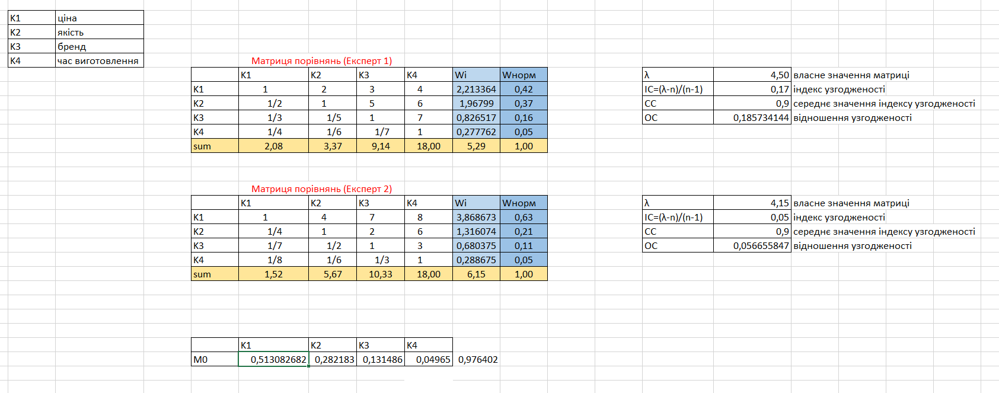 K1 ціна
K2 якість
K3 бренд
K4 час виготовлення
Матриця порівнянь (Експерт 1)
K1 K2 K3 K4 Wi Wнорм
K1 1 2 3 4 2,213364 0,42
K2 1/2 1 5 6 1,96799 0,37
K3 1/3 1/5 1 7 0,826517 0,16
K4 1/4 1/6 1/7 1 0,277762 0,05
sum 2,08 3,37 9,14 18,00 5,29 1,00
λ 4,50 власне значення матриці
ІС=(λ-n)/(n-1) 0,17 індекс узгодженості
СС 0,9 середнє значення індексу узгодженості
ОС 0,185734144 відношення узгодженості
Матриця порівнянь (Експерт 2)
K1 K2 K3 K4 Wi Wнорм
K1 1 4 7 8 3,868673 0,63
K2 1/4 1 2 6 1,316074 0,21
K3 1/7 1/2 1 3 0,680375 0,11
K4 1/8 1/6 1/3 1 0,288675 0,05
sum 1,52 5,67 10,33 18,00 6,15 1,00
λ 4,15 власне значення матриці
ІС=(λ-n)/(n-1) 0,05 індекс узгодженості
СС 0,9 середнє значення індексу узгодженості
ОС 0,056655847 відношення узгодженості
K1 K2 K3 K4
М0 0,513082682 0,282183 0,131486 0,04965 0,976402